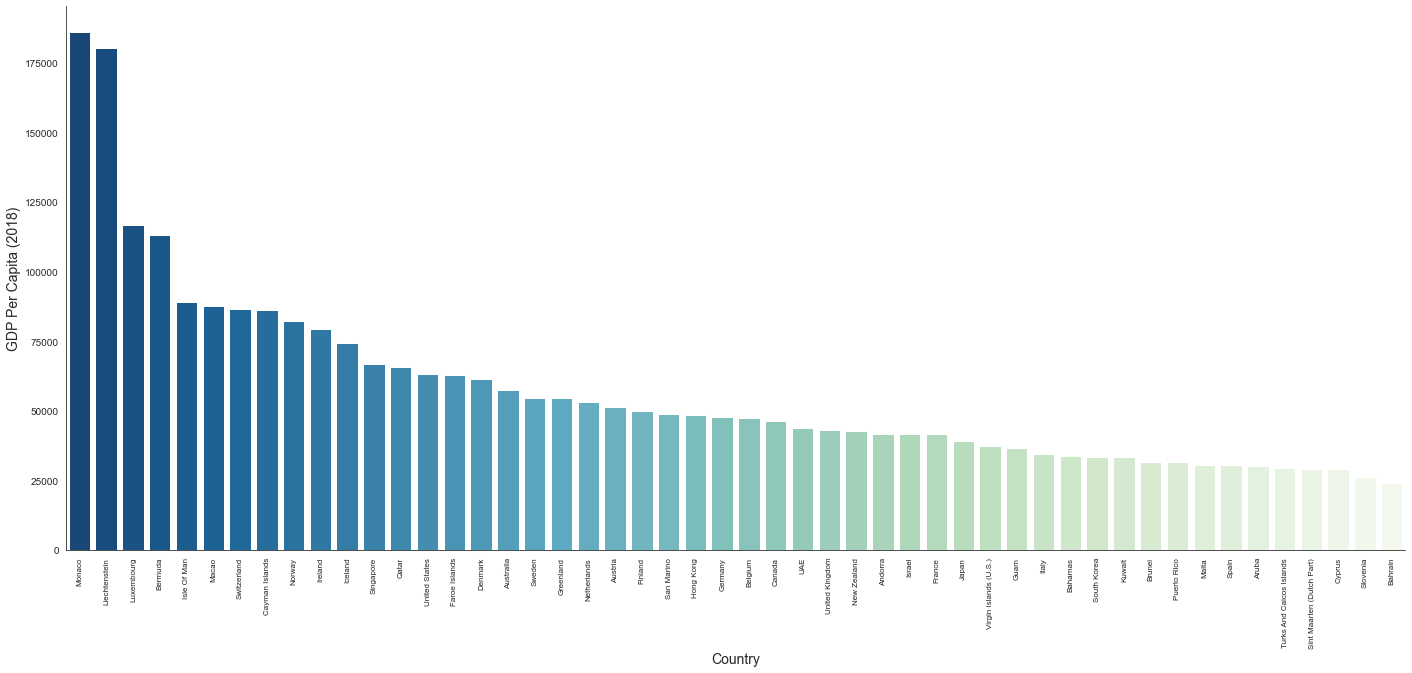 GDP Per Capita (2018)
175000
150000
125000
100000
75000
50000
25000
0
Monaco
Liechtenstein
Luxembourg
Bermuda
Isle Of Man
Macao
Switzerland
Cayman Islands
Norway
Ireland
Iceland
Singapore
Qatar
United States
Faroe Islands
Denmark
Australia
Sweden
Greenland
Netherlands
Austria
Finland
San Marino
Hong Kong
Germany
Belgium
Canada
UAE
United Kingdom
New Zealand
Andorra
Israel
France
Japan
Virgin Islands (U.S.)
Guam
Italy
Bahamas
South Korea
Kuwait
Brunei
Puerto Rico
Malta
Spain
Aruba
Turks And Caicos Islands
Sint Maarten (Dutch Part)
Cyprus
Slovenia
Bahrain
Country